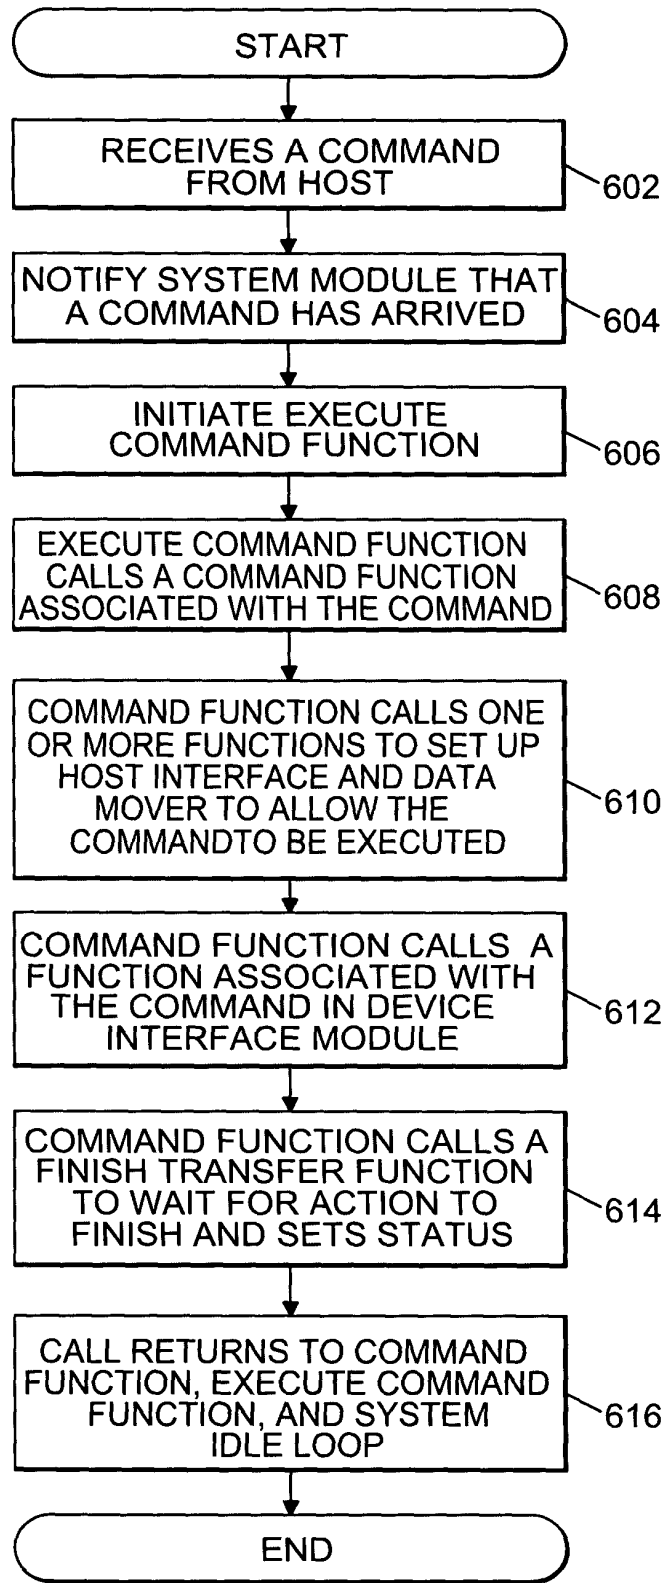 START
RECEIVES A COMMAND
FROM HOST
602
NOTIFY SYSTEM MODULE THAT
A COMMAND HAS ARRIVED
604
INITIATE EXECUTE
COMMAND FUNCTION
606
EXECUTE COMMAND FUNCTION
CALLS A COMMAND FUNCTION
ASSOCIATED WITH THE COMMAND
608
COMMAND FUNCTION CALLS ONE
OR MORE FUNCTIONS TO SET UP
HOST INTERFACE AND DATA
MOVER TO ALLOW THE
COMMANDTO BE EXECUTED
610
COMMAND FUNCTION CALLS A
FUNCTION ASSOCIATED WITH
THE COMMAND IN DEVICE
INTERFACE MODULE
612
COMMAND FUNCTION CALLS A
FINISH TRANSFER FUNCTION
TO WAIT FOR ACTION TO
FINISH AND SETS STATUS
614
CALL RETURNS TO COMMAND
FUNCTION, EXECUTE COMMAND
FUNCTION, AND SYSTEM
IDLE LOOP
616
END